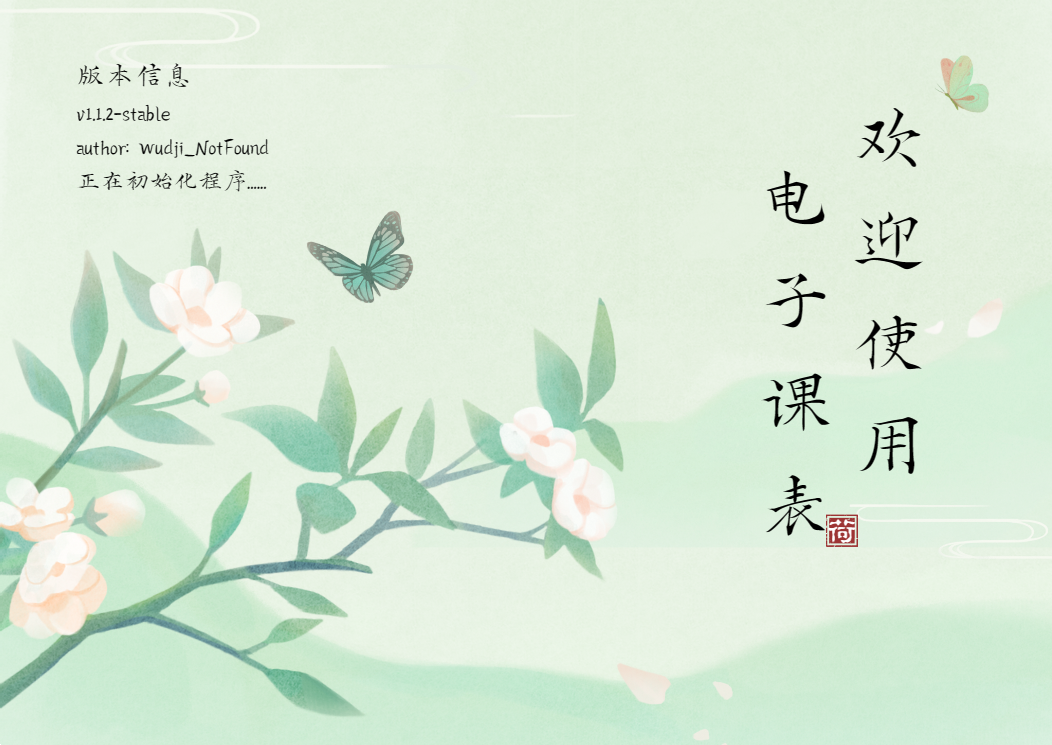 版本信息
v1.1.2-stable
author: wudji_NotFound
正在初始化程序......
欢迎使用
电子课表
荷